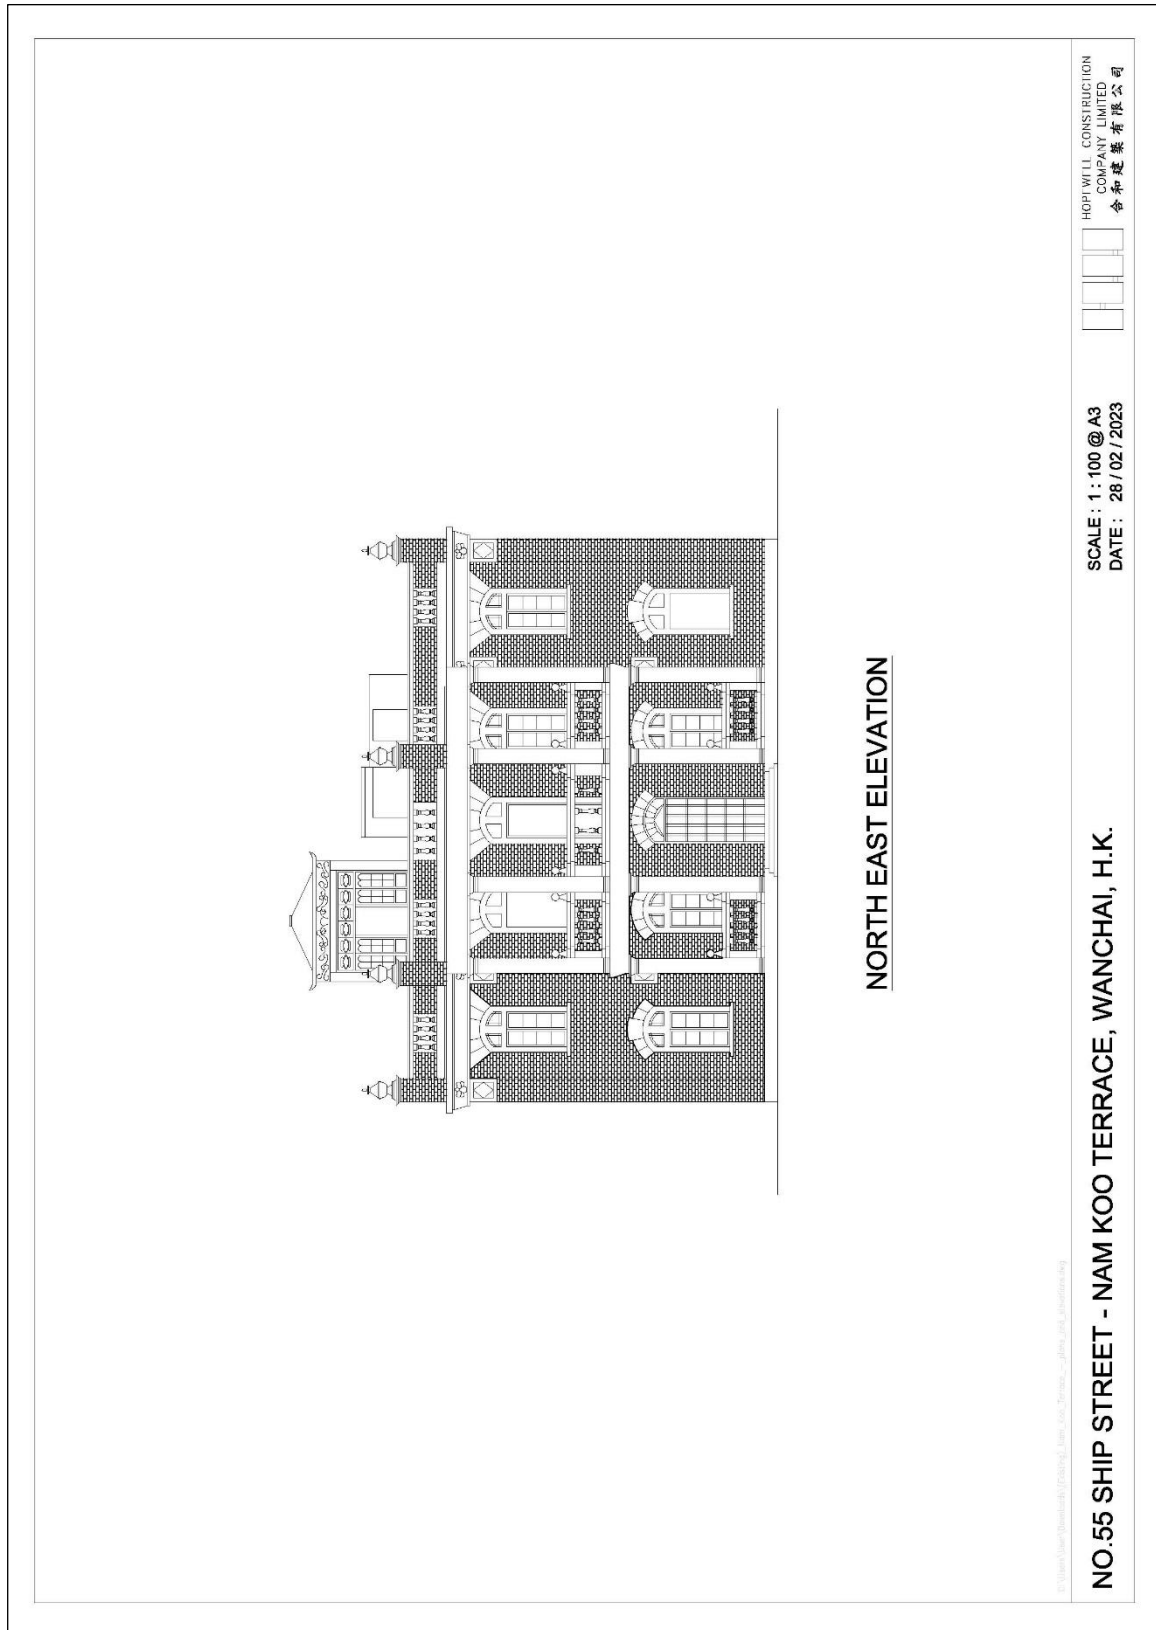 NORTH EAST ELEVATION
NO.55 SHIP STREET - NAM KOO TERRACE, WANCHAI, H.K.
SCALE : 1 : 100 @ A3
DATE : 28 / 02 / 2023
HOPEWELL CONSTRUCTION
COMPANY LIMITED
合和建築有限公司